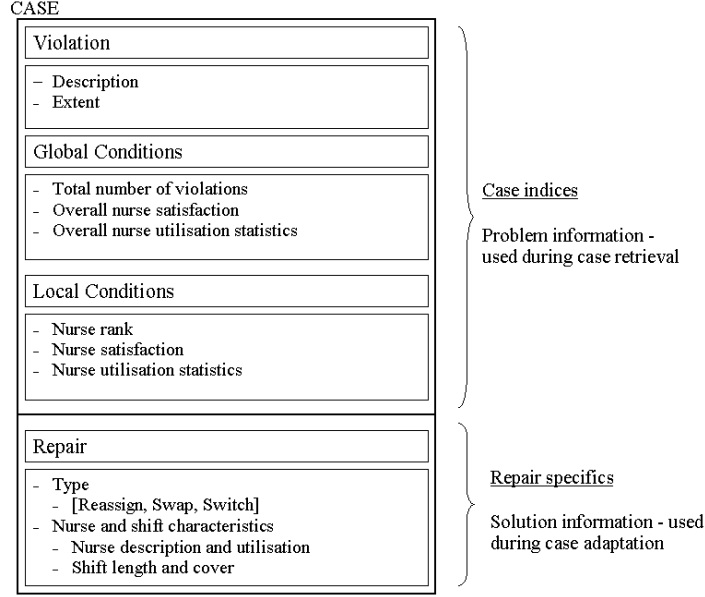 CASE
Violation
– Description
- Extent
Global Conditions
- Total number of violations
- Overall nurse satisfaction
- Overall nurse utilisation statistics
Local Conditions
- Nurse rank
- Nurse satisfaction
- Nurse utilisation statistics
Case indices
Problem information -
used during case retrieval
Repair
- Type
- [Reassign, Swap, Switch]
- Nurse and shift characteristics
- Nurse description and utilisation
- Shift length and cover
Repair specifics
Solution information - used
during case adaptation